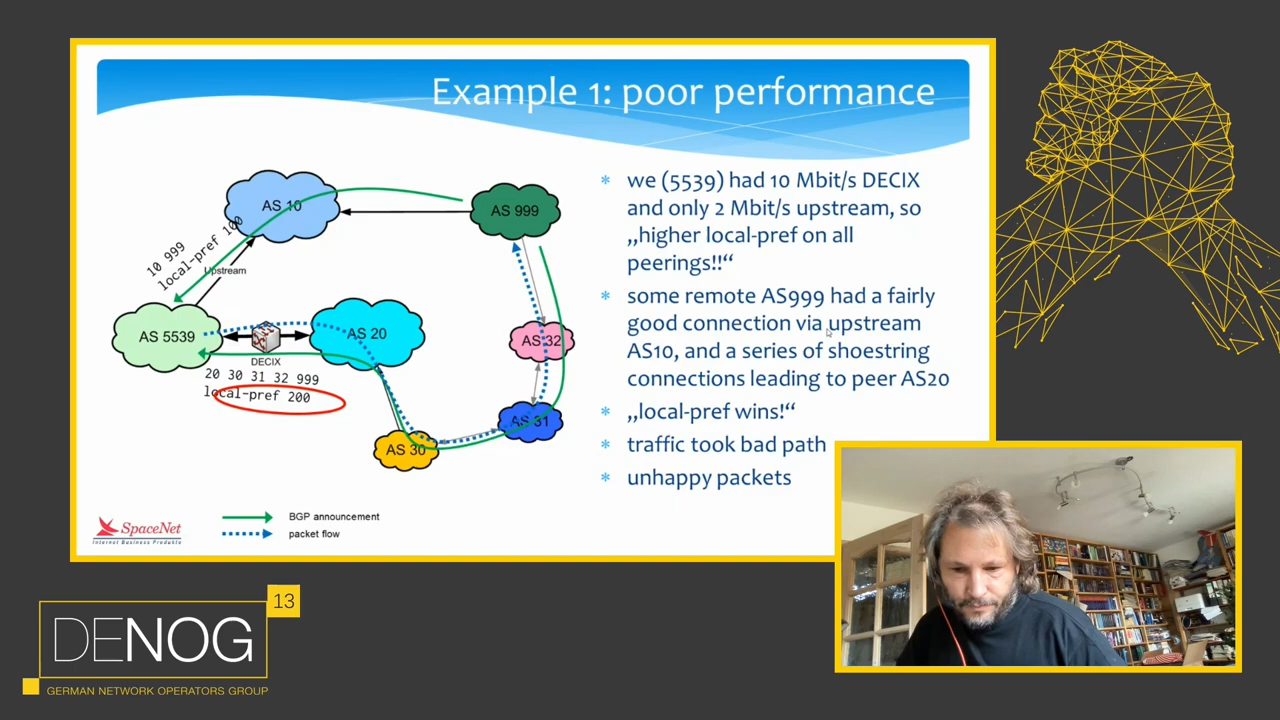 Example 1: poor performance
AS 10
AS 999
10 999
local-pref 100
Upstream
AS 5539
DECIX
AS 20
AS 32
20 30 31 32 999
local-pref 200
AS 31
AS 30
SpaceNet
Internet Business Produkte
BGP announcement
packet flow
* we (5539) had 10 Mbit/s DECIX
and only 2 Mbit/s upstream, so
„higher local-pref on all
peerings!!“
* some remote AS999 had a fairly
good connection via upstream
AS10, and a series of shoestring
connections leading to peer AS20
* „local-pref wins!“
* traffic took bad path
* unhappy packets
13
DENOG
GERMAN NETWORK OPERATORS GROUP